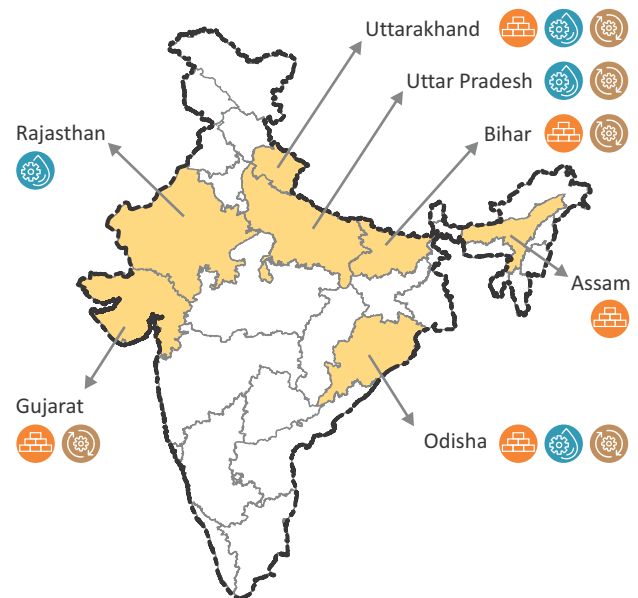 Uttarakhand
Uttar Pradesh
Rajasthan
Bihar
Assam
Gujarat
Odisha